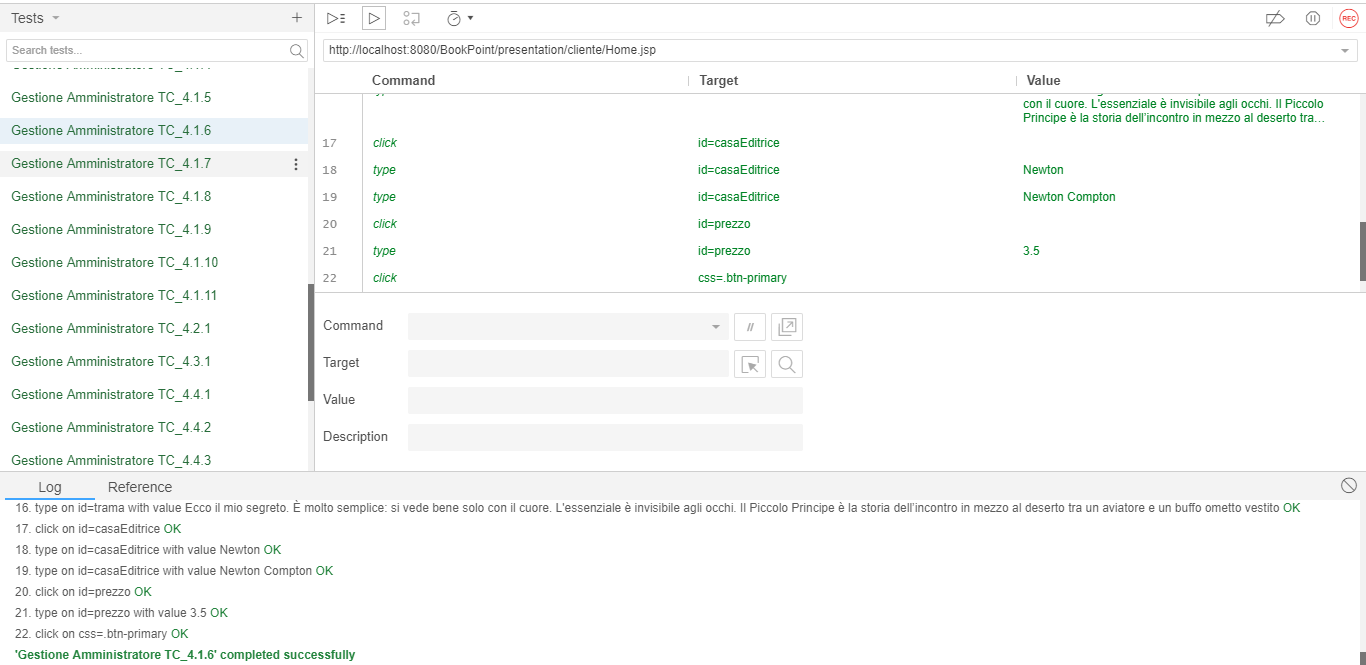 Tests
REC
Search tests...
http://localhost:8080/BookPoint/presentation/cliente/Home.jsp
Command Target Value
Gestione Amministratore TC_4.1.5
Gestione Amministratore TC_4.1.6
Gestione Amministratore TC_4.1.7
Gestione Amministratore TC_4.1.8
Gestione Amministratore TC_4.1.9
Gestione Amministratore TC_4.1.10
Gestione Amministratore TC_4.1.11
Gestione Amministratore TC_4.2.1
Gestione Amministratore TC_4.3.1
Gestione Amministratore TC_4.4.1
Gestione Amministratore TC_4.4.2
Gestione Amministratore TC_4.4.3
con il cuore. L'essenziale è invisibile agli occhi. Il Piccolo
Principe è la storia dell'incontro in mezzo al deserto tra...
17 click id=casaEditrice
18 type id=casaEditrice Newton
19 type id=casaEditrice Newton Compton
20 click id=prezzo
21 type id=prezzo 3.5
22 click css=.btn-primary
Command //
Target
Value
Description
Log Reference
16. type on id=trama with value Ecco il mio segreto. È molto semplice: si vede bene solo con il cuore. L'essenziale è invisibile agli occhi. Il Piccolo Principe è la storia dell'incontro in mezzo al deserto tra un aviatore e un buffo ometto vestito OK
17. click on id=casaEditrice OK
18. type on id=casaEditrice with value Newton OK
19. type on id=casaEditrice with value Newton Compton OK
20. click on id=prezzo OK
21. type on id=prezzo with value 3.5 OK
22. click on css=.btn-primary OK
'Gestione Amministratore TC_4.1.6' completed successfully